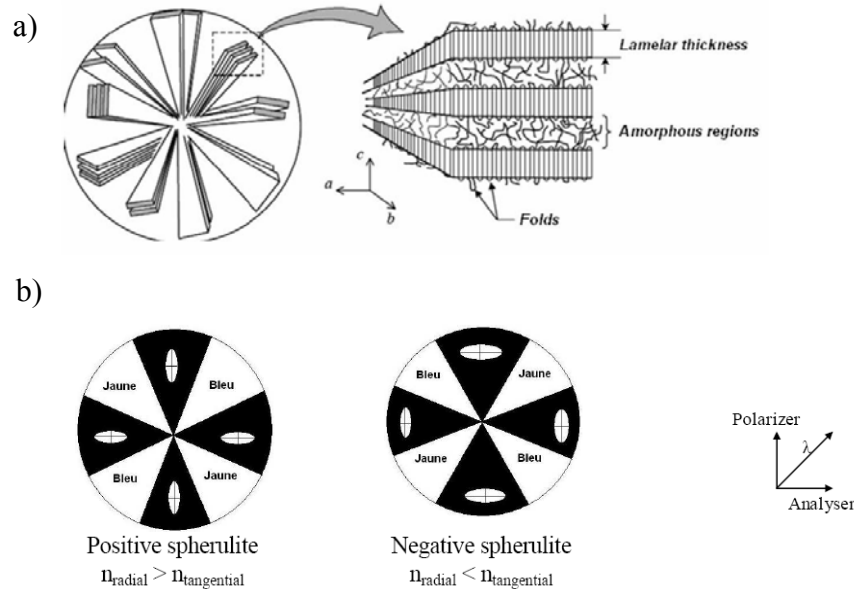 a)
Lamelar thickness
Amorphous regions
c
a
b
Folds
b)
Jaune
Bleu
Bleu
Jaune
Bleu
Jaune
Jaune
Bleu
Polarizer
λ
Analyser
Positive spherulite
n_radial > n_tangential
Negative spherulite
n_radial < n_tangential